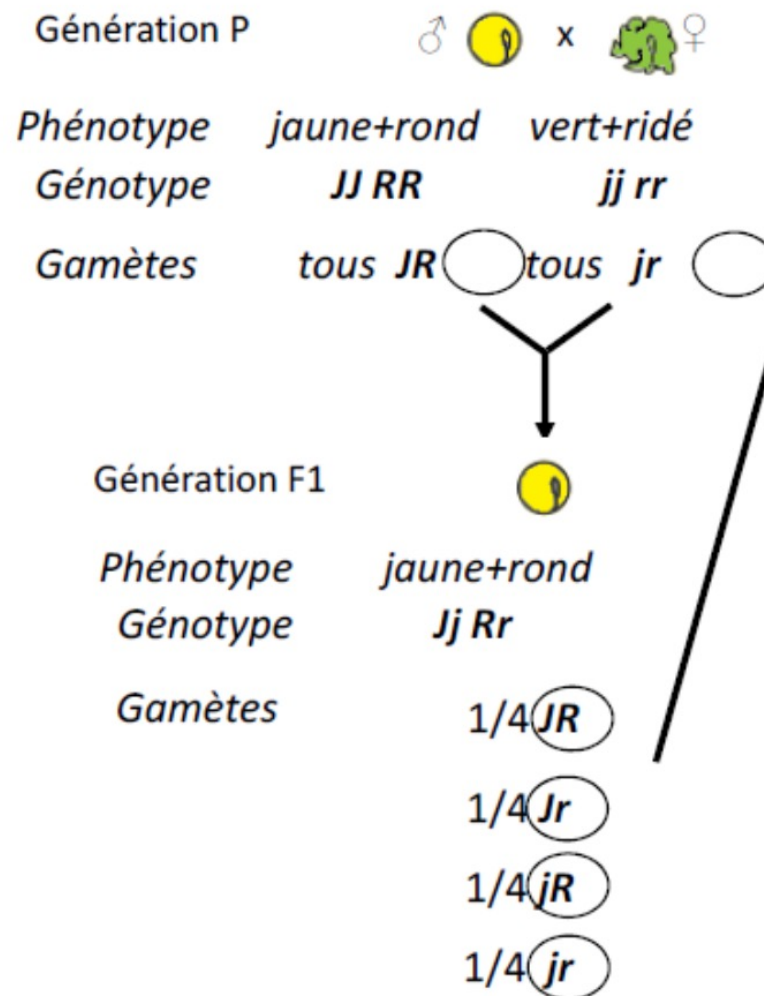 Génération P ♂ x ♀
Phénotype jaune+rond vert+ridé
Génotype JJ RR jj rr
Gamètes tous JR tous jr
Génération F1
Phénotype jaune+rond
Génotype Jj Rr
Gamètes 1/4 JR
1/4 Jr
1/4 jR
1/4 jr